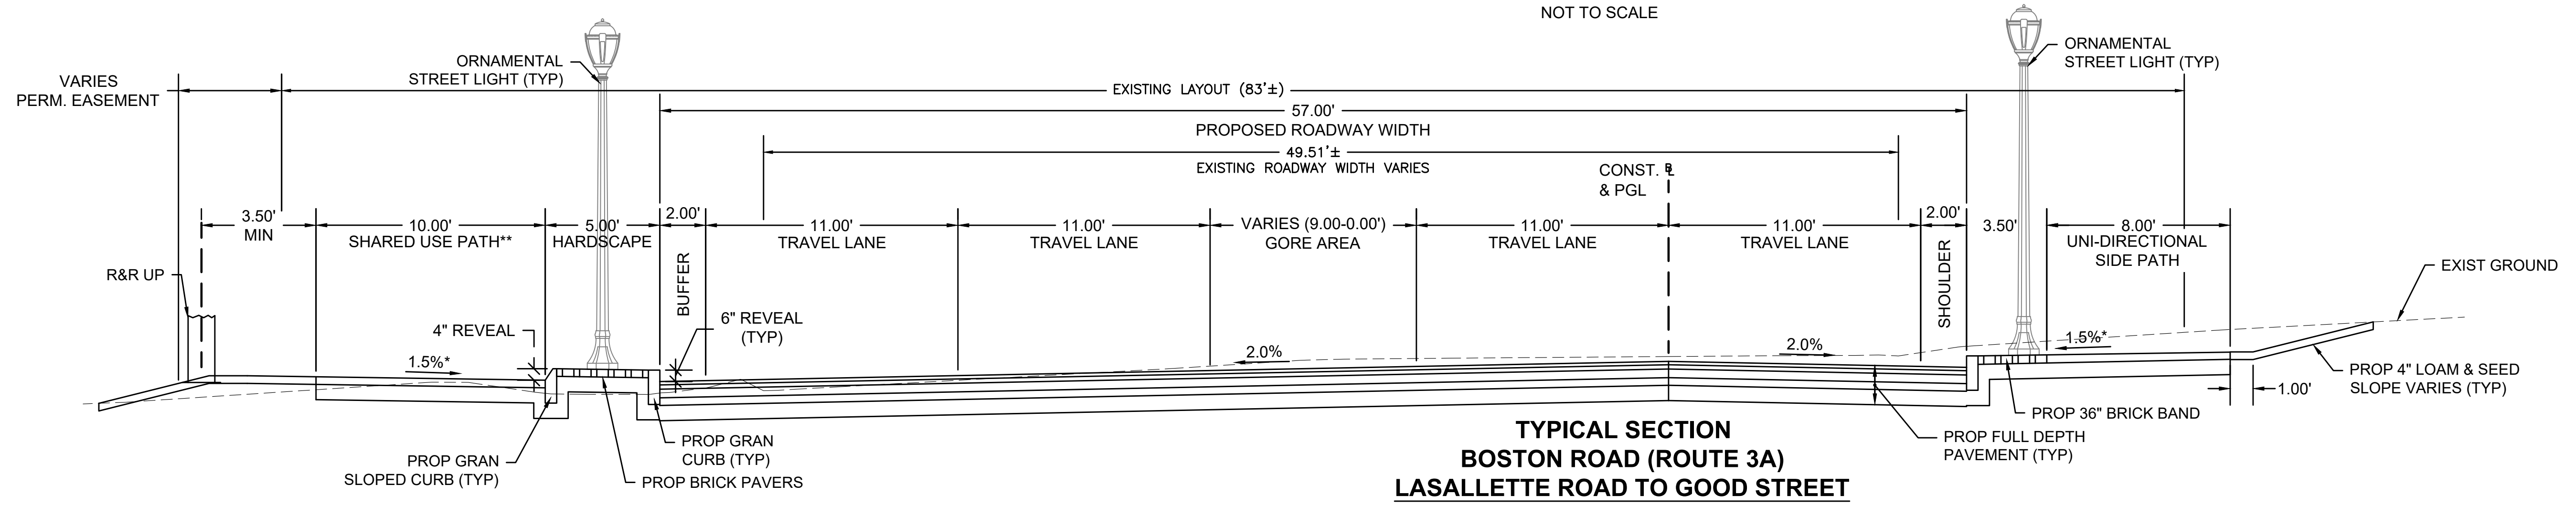 NOT TO SCALE
ORNAMENTAL
STREET LIGHT (TYP)
ORNAMENTAL
STREET LIGHT (TYP)
VARIES
PERM. EASEMENT
EXISTING LAYOUT (83'±)
57.00'
PROPOSED ROADWAY WIDTH
49.51'±
EXISTING ROADWAY WIDTH VARIES
CONST. ℄
& PGL
3.50'
MIN
10.00'
SHARED USE PATH**
5.00'
HARDSCAPE
2.00'
BUFFER
11.00'
TRAVEL LANE
11.00'
TRAVEL LANE
VARIES (9.00-0.00')
GORE AREA
11.00'
TRAVEL LANE
11.00'
TRAVEL LANE
2.00'
SHOULDER
3.50'
8.00'
UNI-DIRECTIONAL
SIDE PATH
R&R UP
EXIST GROUND
4" REVEAL
6" REVEAL
(TYP)
1.5%*
2.0%
2.0%
1.5%*
PROP 4" LOAM & SEED
SLOPE VARIES (TYP)
1.00'
PROP 36" BRICK BAND
PROP FULL DEPTH
PAVEMENT (TYP)
PROP GRAN
CURB (TYP)
PROP GRAN
SLOPED CURB (TYP)
PROP BRICK PAVERS
TYPICAL SECTION
BOSTON ROAD (ROUTE 3A)
LASALLETTE ROAD TO GOOD STREET